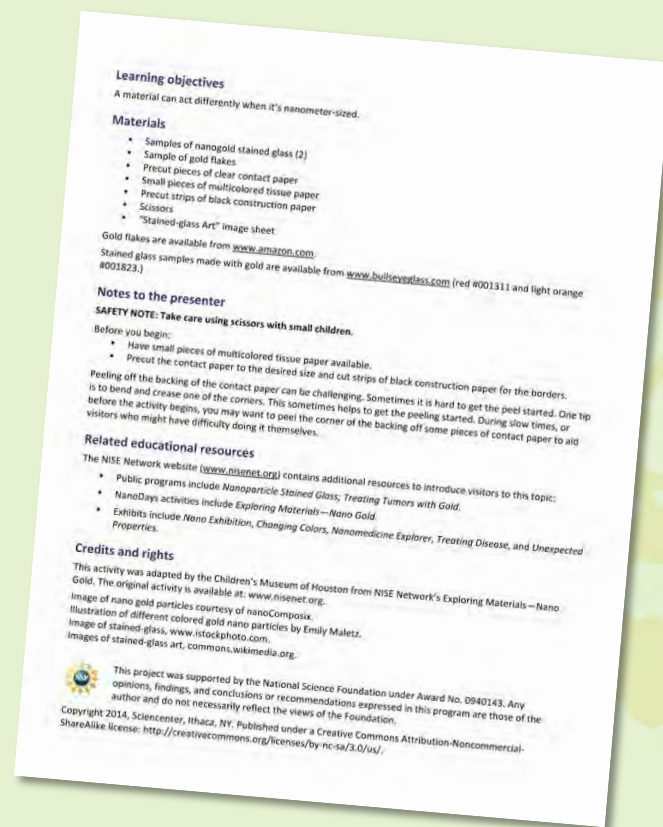 Learning objectives
A material can act differently when it's nanometer-sized.
Materials
• Samples of nanogold stained glass (2)
• Sample of gold flakes
• Precut pieces of clear contact paper
• Small pieces of multicolored tissue paper
• Precut strips of black construction paper
• Scissors
• "Stained-glass Art" image sheet
Gold flakes are available from www.amazon.com.
Stained glass samples made with gold are available from www.bullseyeglass.com (red #001311 and light orange
#001823.)
Notes to the presenter
SAFETY NOTE: Take care using scissors with small children.
Before you begin:
• Have small pieces of multicolored tissue paper available.
• Precut the contact paper to the desired size and cut strips of black construction paper for the borders.
Peeling off the backing of the contact paper can be challenging. Sometimes it is hard to get the peel started. One tip
is to bend and crease one of the corners. This sometimes helps to get the peeling started. During slow times, or
before the activity begins, you may want to peel the corner of the backing off some pieces of contact paper to aid
visitors who might have difficulty doing it themselves.
Related educational resources
The NISE Network website (www.nisenet.org) contains additional resources to introduce visitors to this topic:
• Public programs include Nanoparticle Stained Glass; Treating Tumors with Gold.
• NanoDays activities include Exploring Materials—Nano Gold.
• Exhibits include Nano Exhibition, Changing Colors, Nanomedicine Explorer, Treating Disease, and Unexpected
Properties.
Credits and rights
This activity was adapted by the Children's Museum of Houston from NISE Network's Exploring Materials—Nano
Gold. The original activity is available at: www.nisenet.org.
Image of nano gold particles courtesy of nanoComposix.
Illustration of different colored gold nano particles by Emily Maletz.
Image of stained-glass, www.istockphoto.com.
Images of stained-glass art, commons.wikimedia.org.
NSF
This project was supported by the National Science Foundation under Award No. 0940143. Any
opinions, findings, and conclusions or recommendations expressed in this program are those of the
author and do not necessarily reflect the views of the Foundation.
Copyright 2014, Sciencenter, Ithaca, NY. Published under a Creative Commons Attribution-Noncommercial-
ShareAlike license: http://creativecommons.org/licenses/by-nc-sa/3.0/us/.